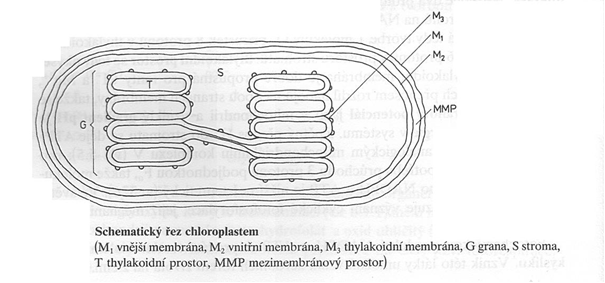 M₃
M₁
M₂
S
T
MMP
G
Schematický řez chloroplastem
(M₁ vnější membrána, M₂ vnitřní membrána, M₃ thylakoidní membrána, G grana, S stroma,
T thylakoidní prostor, MMP mezimembránový prostor)